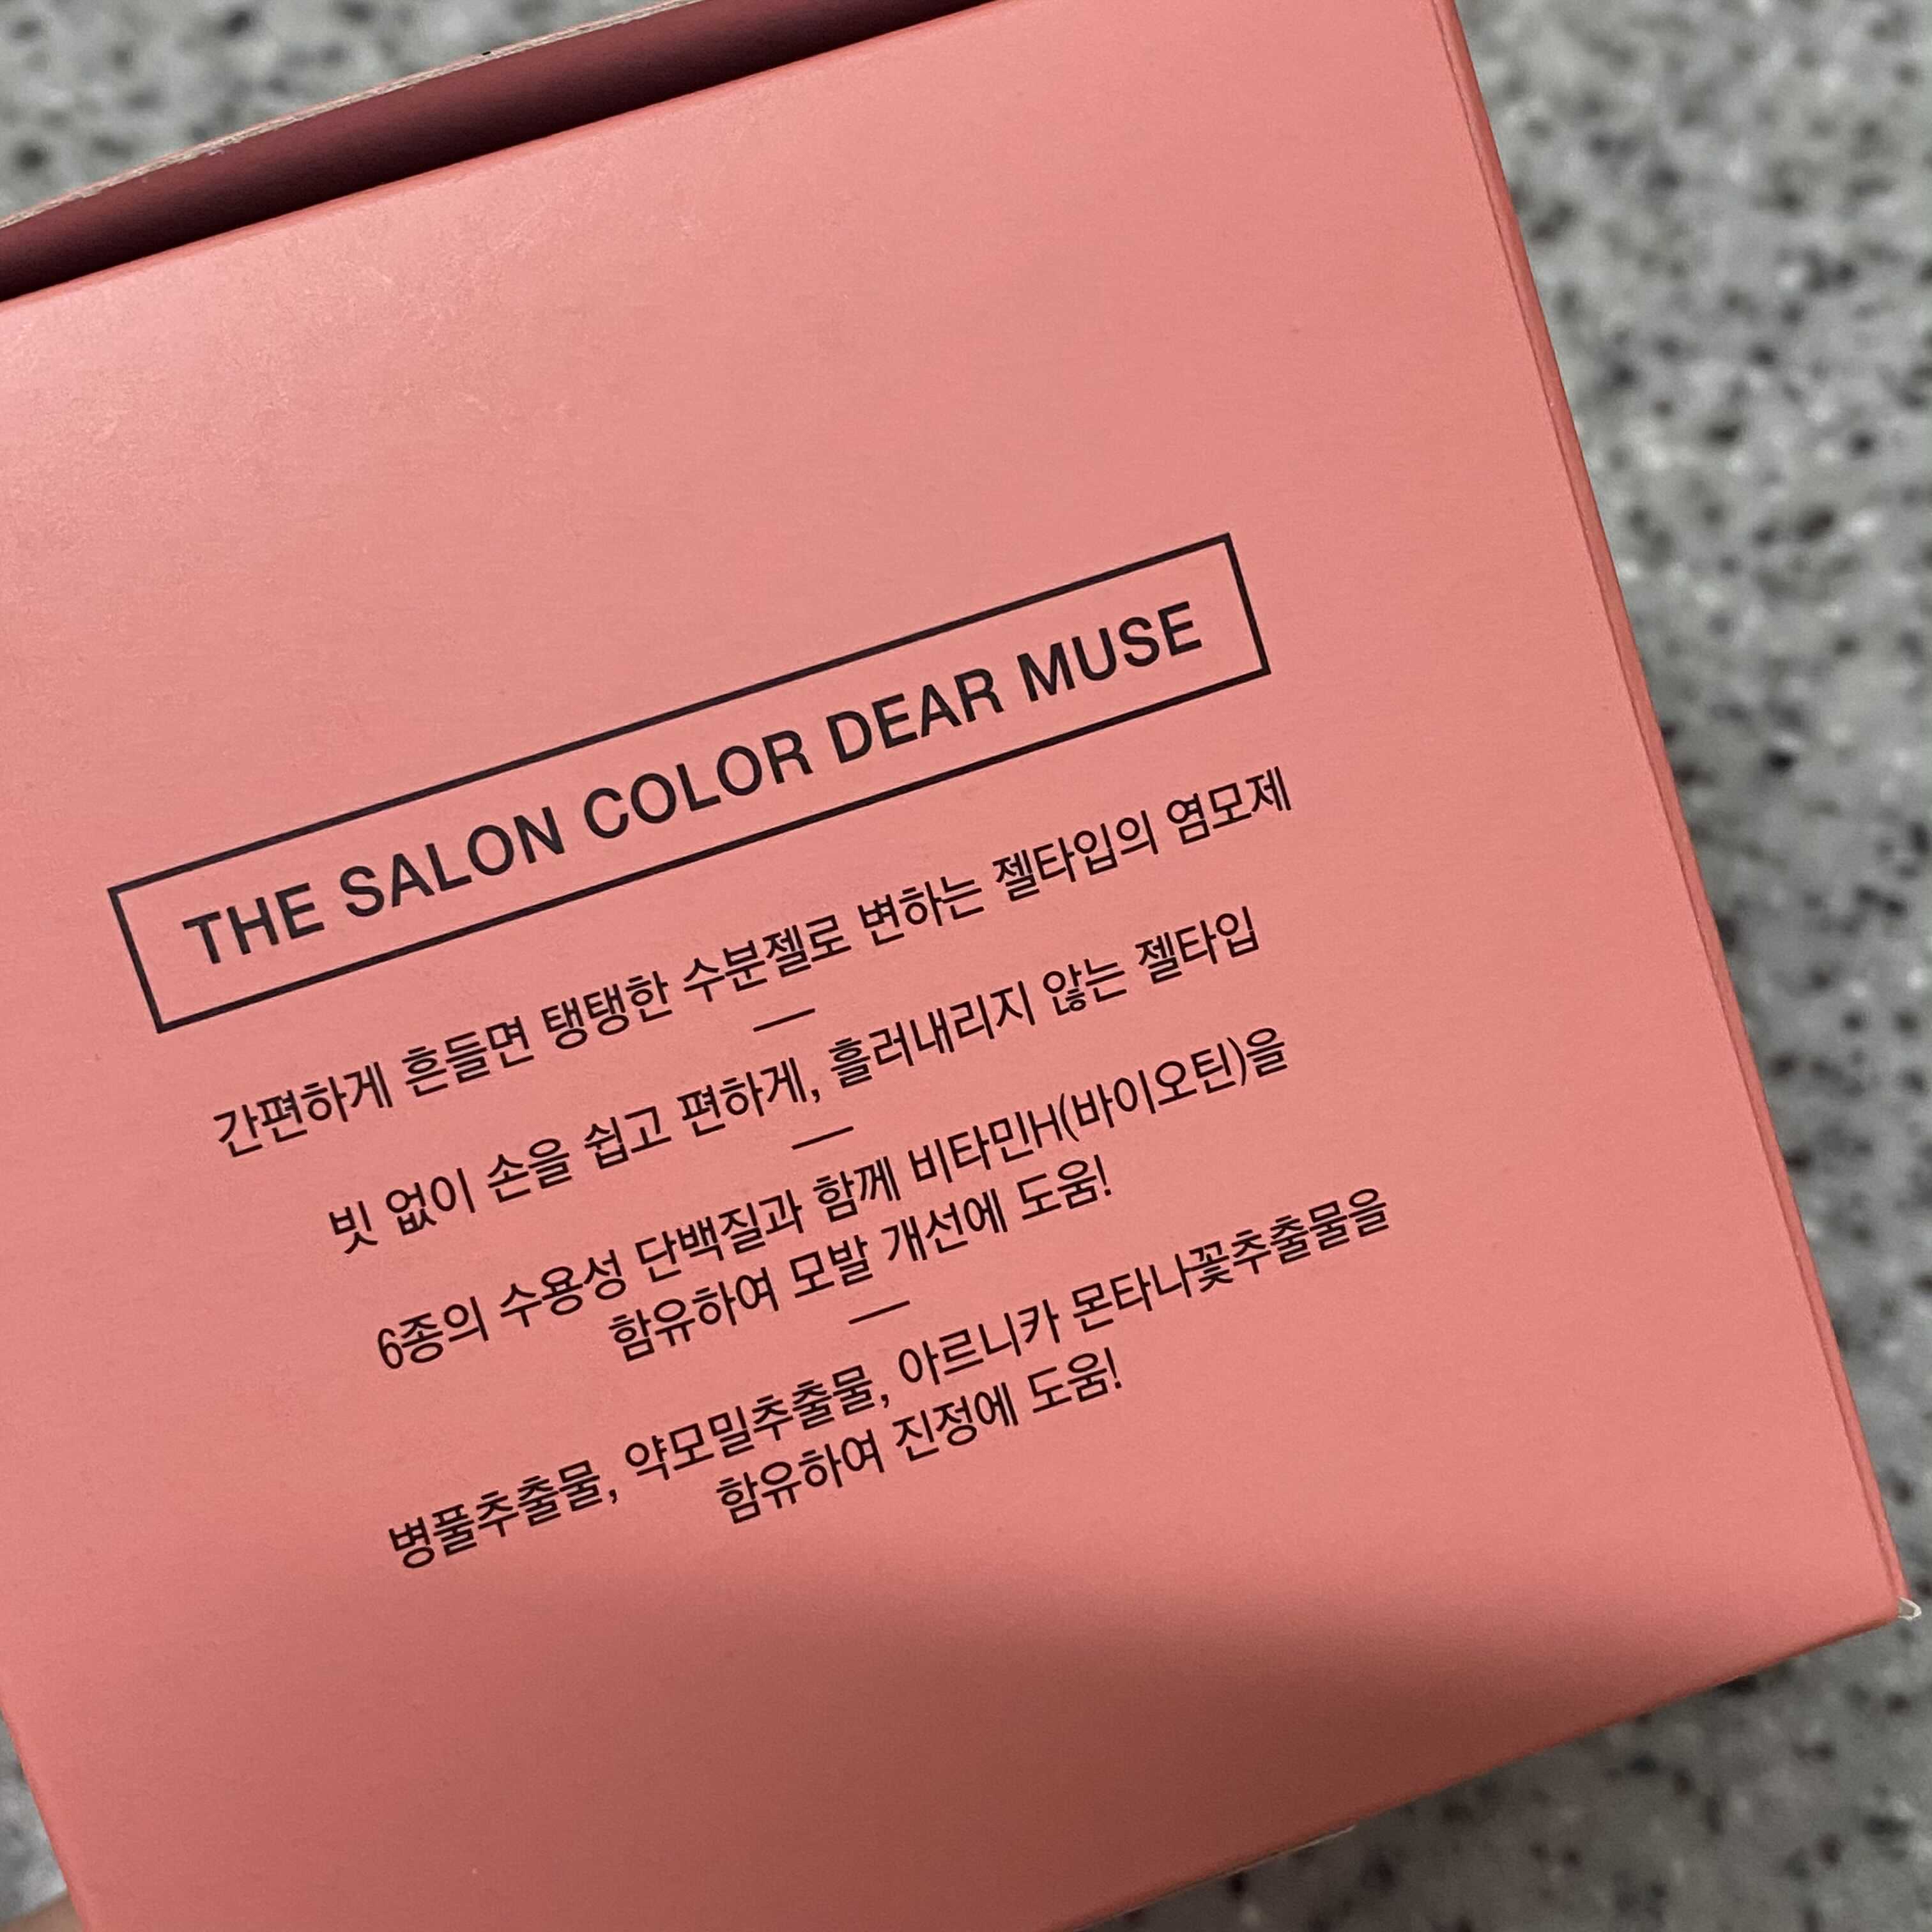 THE SALON COLOR DEAR MUSE
간편하게 흔들면 탱탱한 수분젤로 변하는 젤타입의 염모제
빗 없이 손을 쉽고 편하게, 흘러내리지 않는 젤타입
6종의 수용성 단백질과 함께 비타민H(바이오틴)을
함유하여 모발 개선에 도움!
병풀추출물, 약모밀추출물, 아르니카 몬타나꽃추출물을
함유하여 진정에 도움!